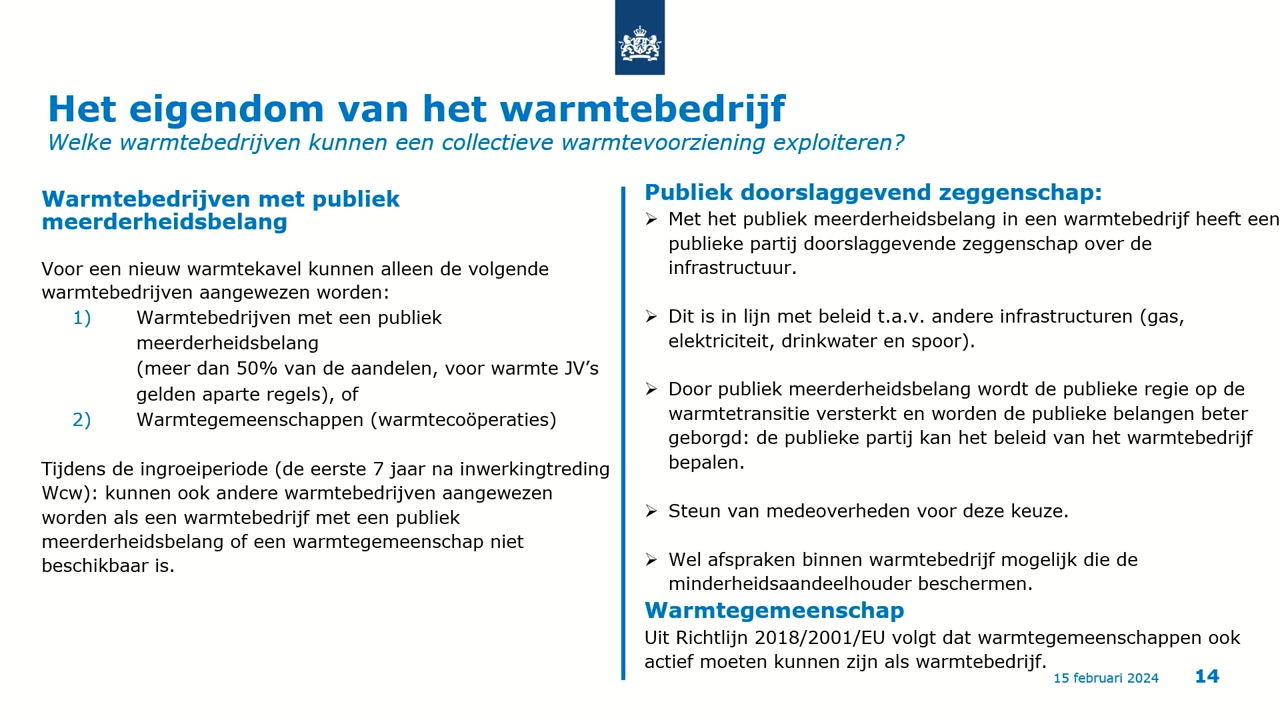 Het eigendom van het warmtebedrijf
Welke warmtebedrijven kunnen een collectieve warmtevoorziening exploiteren?
Warmtebedrijven met publiek
meerderheidsbelang
Voor een nieuw warmtekavel kunnen alleen de volgende
warmtebedrijven aangewezen worden:
1) Warmtebedrijven met een publiek
meerderheidsbelang
(meer dan 50% van de aandelen, voor warmte JV’s
gelden aparte regels), of
2) Warmtegemeenschappen (warmtecoöperaties)
Tijdens de ingroeiperiode (de eerste 7 jaar na inwerkingtreding
Wcw): kunnen ook andere warmtebedrijven aangewezen
worden als een warmtebedrijf met een publiek
meerderheidsbelang of een warmtegemeenschap niet
beschikbaar is.
Publiek doorslaggevend zeggenschap:
➢ Met het publiek meerderheidsbelang in een warmtebedrijf heeft een
publieke partij doorslaggevende zeggenschap over de
infrastructuur.
➢ Dit is in lijn met beleid t.a.v. andere infrastructuren (gas,
elektriciteit, drinkwater en spoor).
➢ Door publiek meerderheidsbelang wordt de publieke regie op de
warmtetransitie versterkt en worden de publieke belangen beter
geborgd: de publieke partij kan het beleid van het warmtebedrijf
bepalen.
➢ Steun van medeoverheden voor deze keuze.
➢ Wel afspraken binnen warmtebedrijf mogelijk die de
minderheidsaandeelhouder beschermen.
Warmtegemeenschap
Uit Richtlijn 2018/2001/EU volgt dat warmtegemeenschappen ook
actief moeten kunnen zijn als warmtebedrijf.
15 februari 2024 14